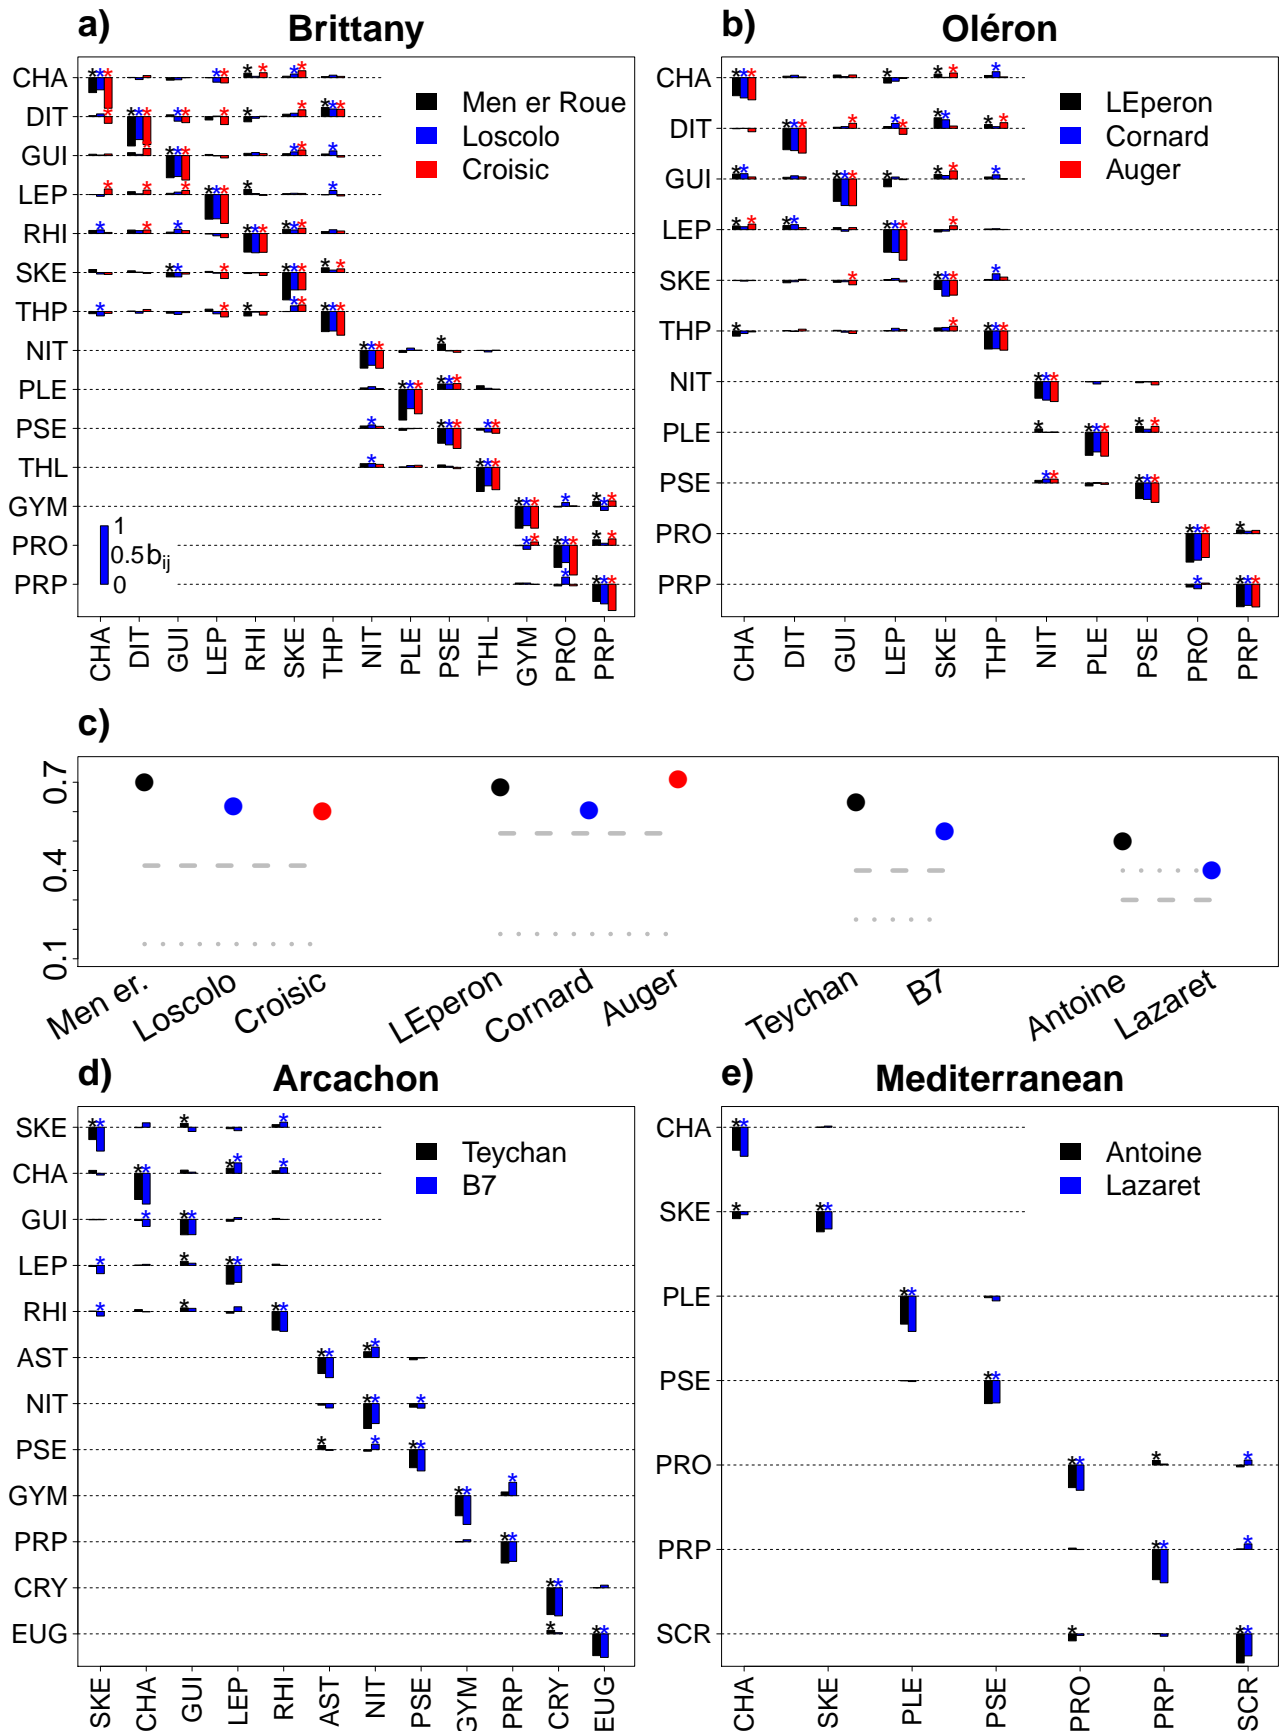 a) Brittany
CHA
DIT
GUI
LEP
RHI
SKE
THP
NIT
PLE
PSE
THL
GYM
PRO
PRP
Men er Roue
Loscolo
Croisic
1
0.5 bij
0
CHA DIT GUI LEP RHI SKE THP NIT PLE PSE THL GYM PRO PRP
b) Oléron
CHA
DIT
GUI
LEP
SKE
THP
NIT
PLE
PSE
PRO
PRP
LEperon
Cornard
Auger
CHA DIT GUI LEP SKE THP NIT PLE PSE PRO PRP
c)
0.7
0.4
0.1
Men er. Loscolo Croisic LEperon Cornard Auger Teychan B7 Antoine Lazaret
d) Arcachon
SKE
CHA
GUI
LEP
RHI
AST
NIT
PSE
GYM
PRP
CRY
EUG
Teychan
B7
SKE CHA GUI LEP RHI AST NIT PSE GYM PRP CRY EUG
e) Mediterranean
CHA
SKE
PLE
PSE
PRO
PRP
SCR
Antoine
Lazaret
CHA SKE PLE PSE PRO PRP SCR